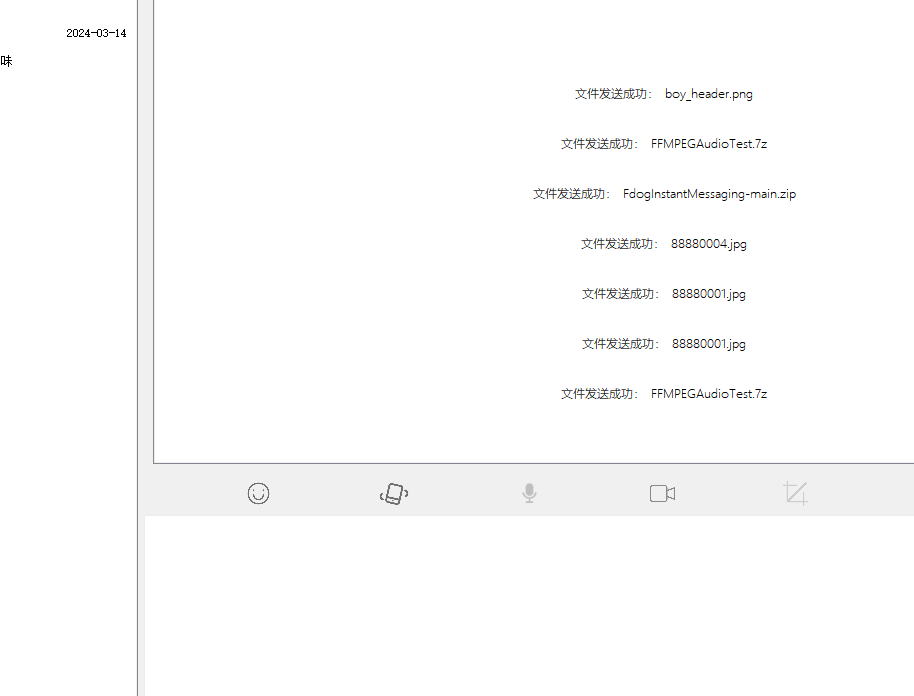 2024-03-14
味
文件发送成功： boy_header.png
文件发送成功： FFMPEGAudioTest.7z
文件发送成功： FdogInstantMessaging-main.zip
文件发送成功： 88880004.jpg
文件发送成功： 88880001.jpg
文件发送成功： 88880001.jpg
文件发送成功： FFMPEGAudioTest.7z